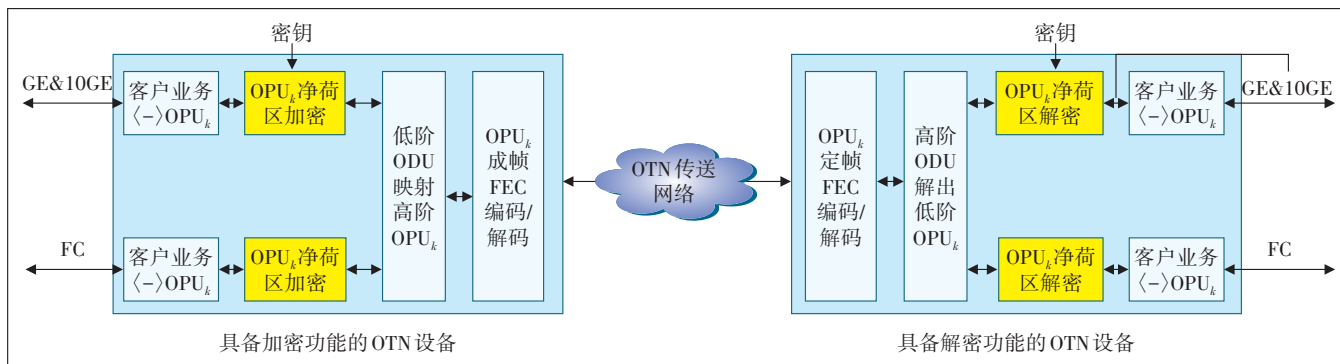 密钥
GE&10GE
客户业务
〈-〉OPUk
OPUk净荷
区加密
低阶
ODU
映射
高阶
OPUk
OPUk
成帧
FEC
编码/
解码
FC
客户业务
〈-〉OPUk
OPUk净荷
区加密
具备加密功能的OTN设备
OTN传送
网络
密钥
OPUk
定帧
FEC
编码/
解码
高阶
ODU
解出
低阶
OPUk
OPUk净荷
区解密
客户业务
〈-〉OPUk
GE&10GE
OPUk净荷
区解密
客户业务
〈-〉OPUk
FC
具备解密功能的OTN设备